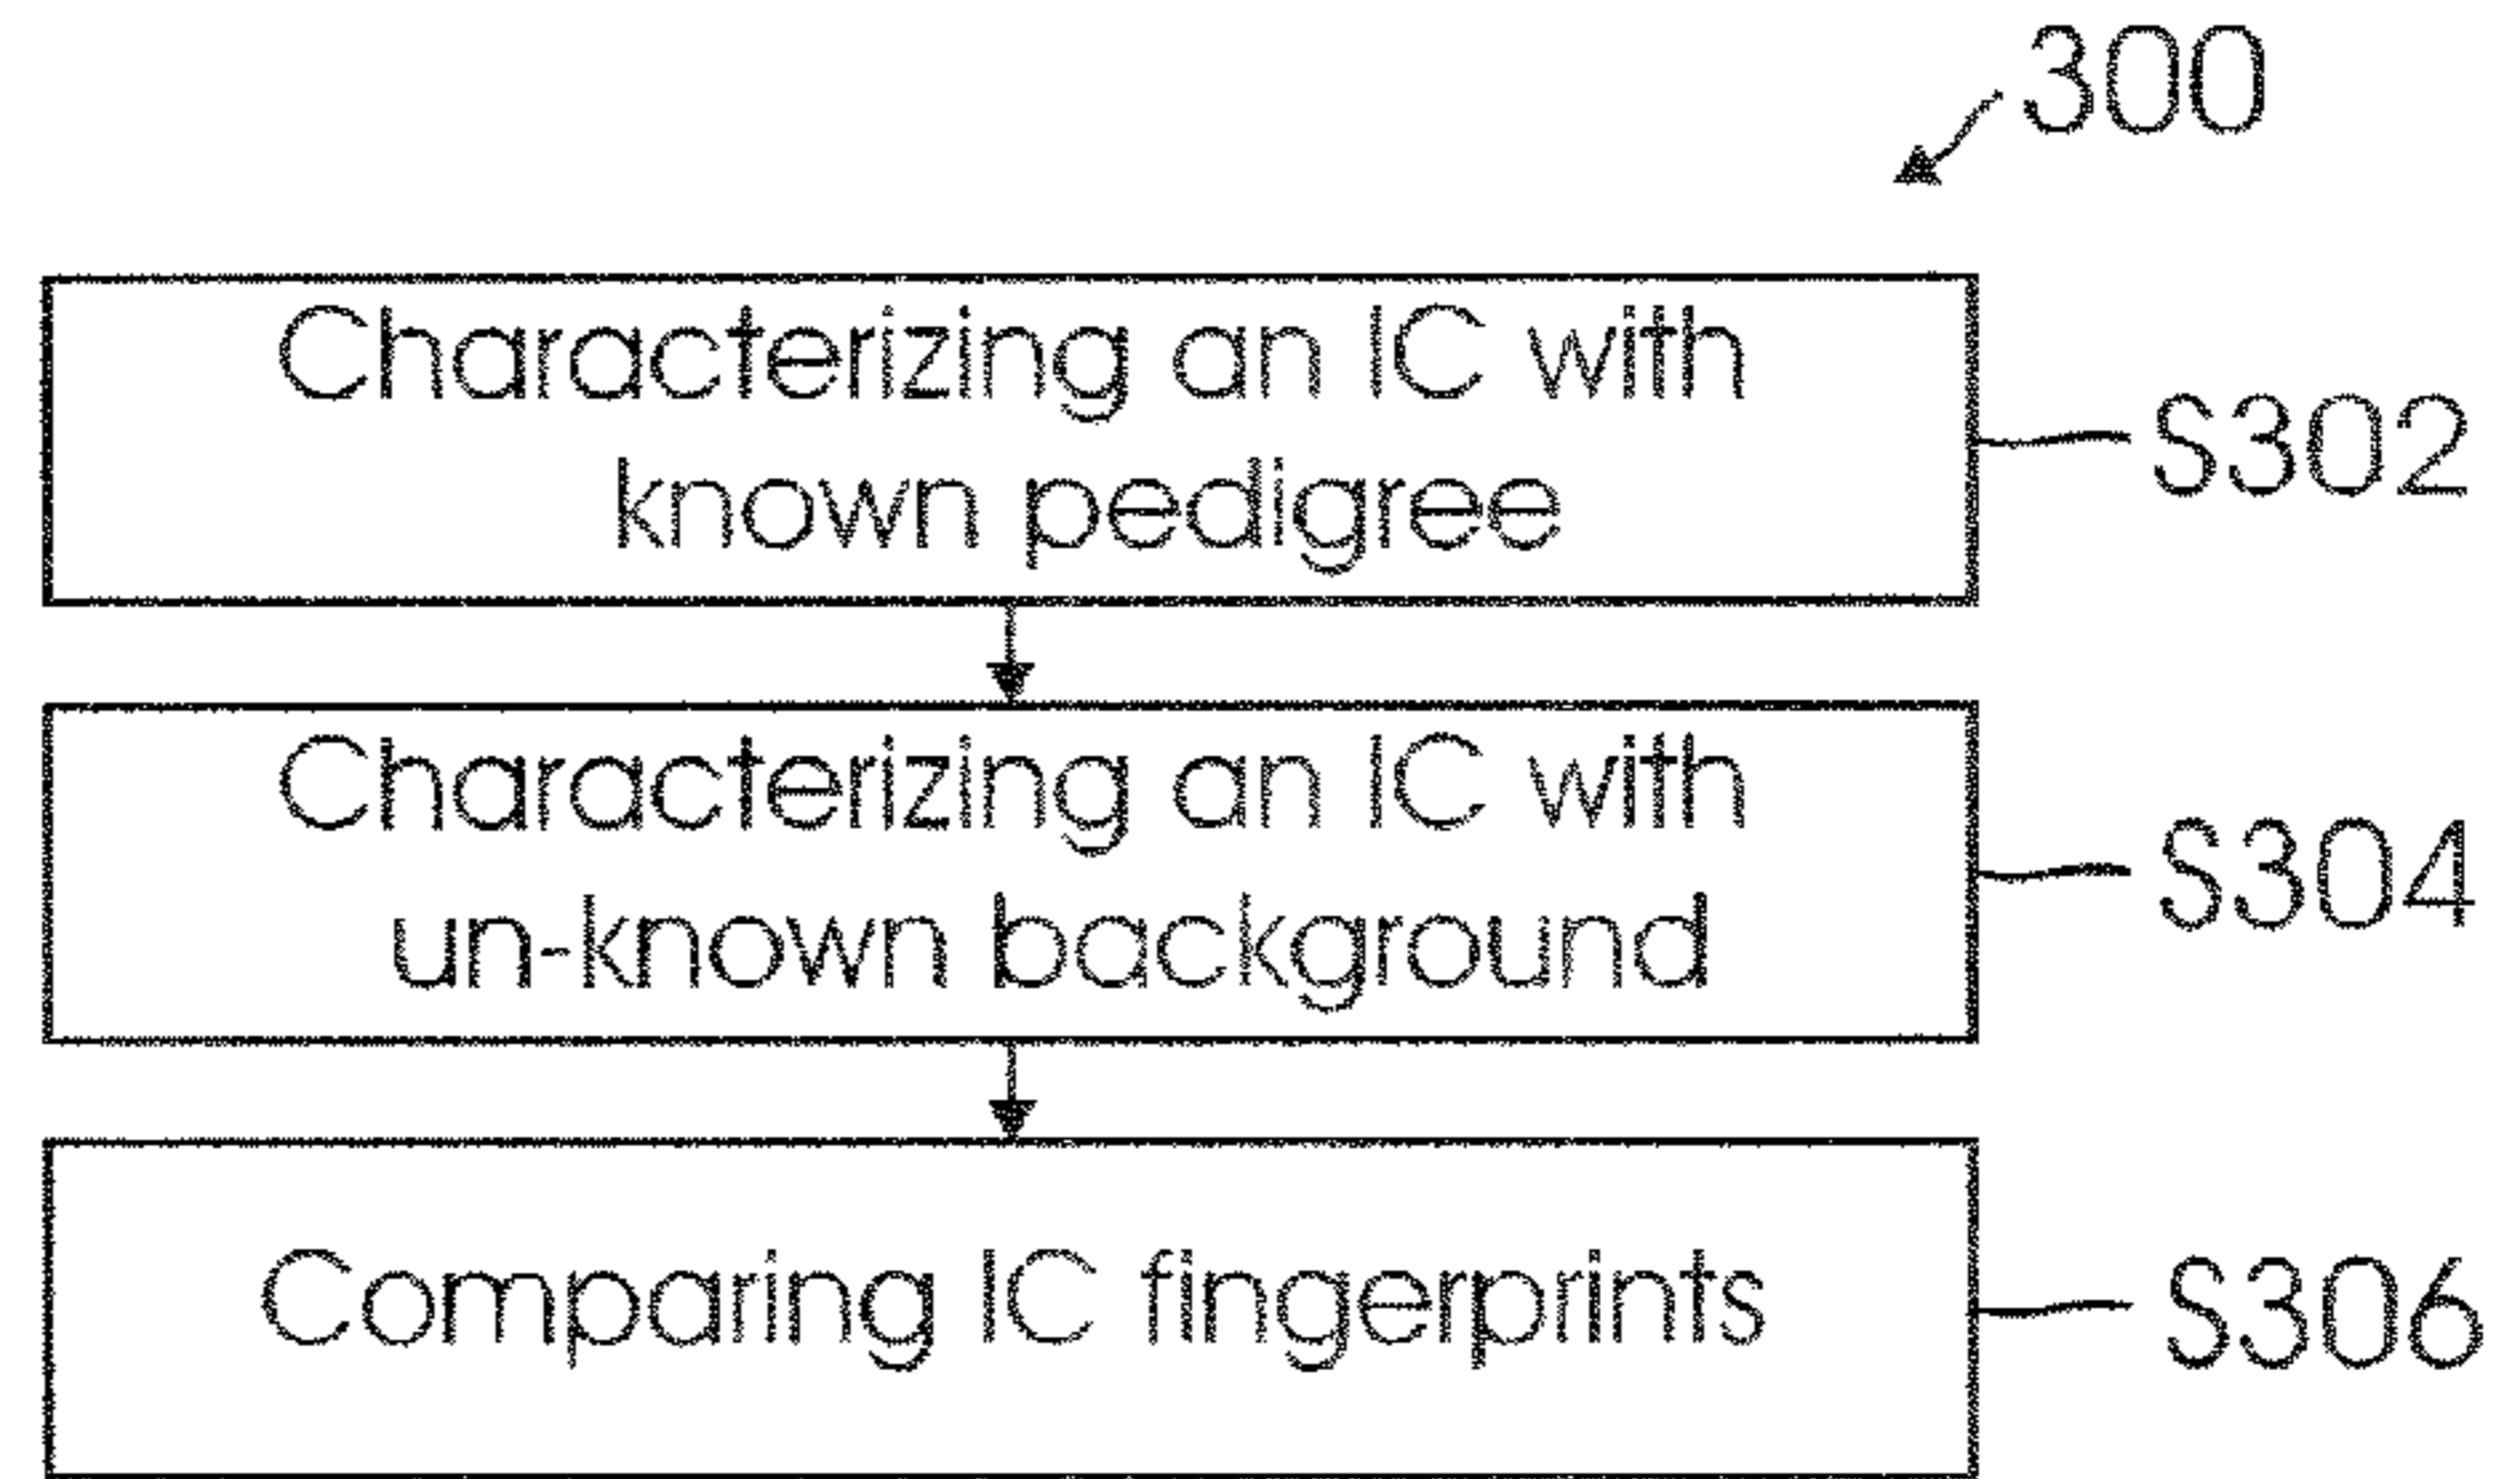 300
Characterizing an IC with
known pedigree
S302
Characterizing an IC with
un-known background
S304
Comparing IC fingerprints
S306